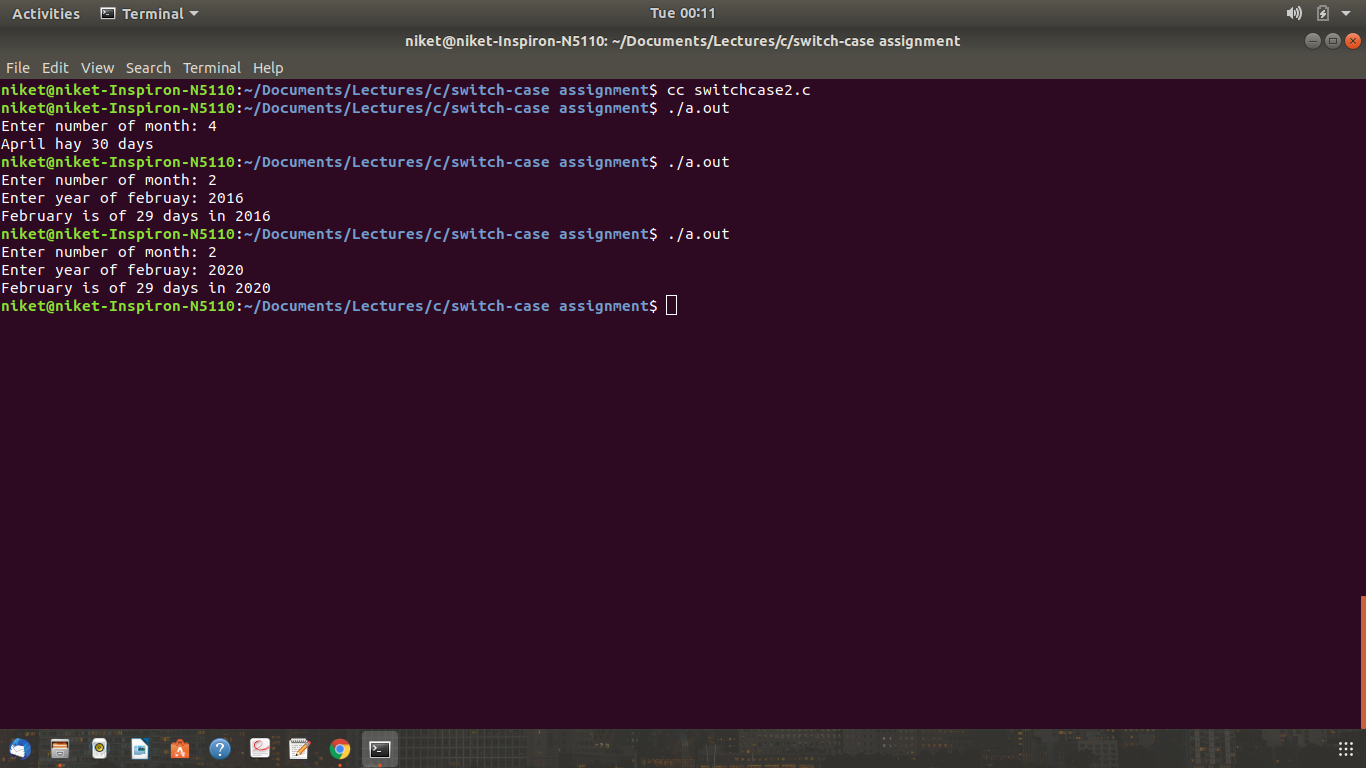 Activities Terminal Tue 00:11
niket@niket-Inspiron-N5110: ~/Documents/Lectures/c/switch-case assignment
File Edit View Search Terminal Help
niket@niket-Inspiron-N5110:~/Documents/Lectures/c/switch-case assignment$ cc switchcase2.c
niket@niket-Inspiron-N5110:~/Documents/Lectures/c/switch-case assignment$ ./a.out
Enter number of month: 4
April hay 30 days
niket@niket-Inspiron-N5110:~/Documents/Lectures/c/switch-case assignment$ ./a.out
Enter number of month: 2
Enter year of februay: 2016
February is of 29 days in 2016
niket@niket-Inspiron-N5110:~/Documents/Lectures/c/switch-case assignment$ ./a.out
Enter number of month: 2
Enter year of februay: 2020
February is of 29 days in 2020
niket@niket-Inspiron-N5110:~/Documents/Lectures/c/switch-case assignment$